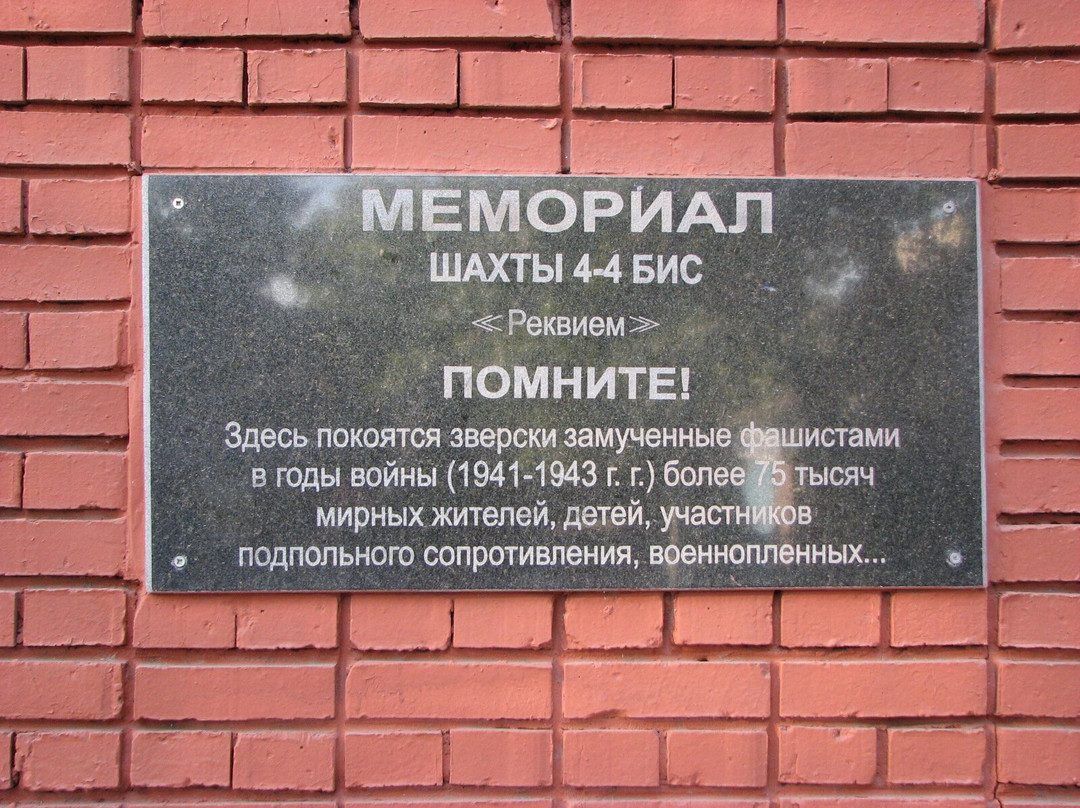 МЕМОРИАЛ
ШАХТЫ 4-4 БИС
≪Реквием≫
ПОМНИТЕ!
Здесь покоятся зверски замученные фашистами
в годы войны (1941-1943 г. г.) более 75 тысяч
мирных жителей, детей, участников
подпольного сопротивления, военнопленных...